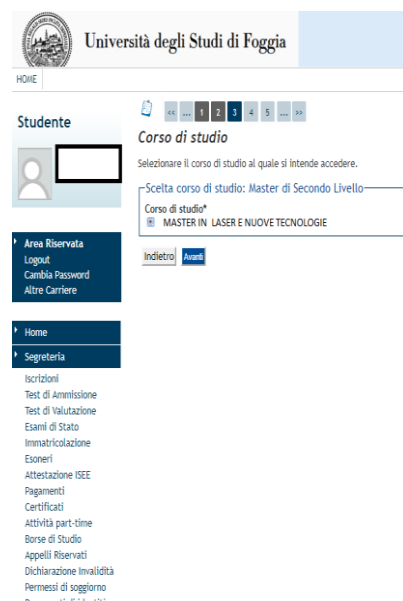 Università degli Studi di Foggia
HOME
Studente
« ... 1 2 3 4 5 ... »
Corso di studio
Selezionare il corso di studio al quale si intende accedere.
Scelta corso di studio: Master di Secondo Livello
Corso di studio*
MASTER IN LASER E NUOVE TECNOLOGIE
Indietro Avanti
Area Riservata
Logout
Cambia Password
Altre Carriere
Home
Segreteria
Iscrizioni
Test di Ammissione
Test di Valutazione
Esami di Stato
Immatricolazione
Esoneri
Attestazione ISEE
Pagamenti
Certificati
Attività part-time
Borse di Studio
Appelli Riservati
Dichiarazione Invalidità
Permessi di soggiorno